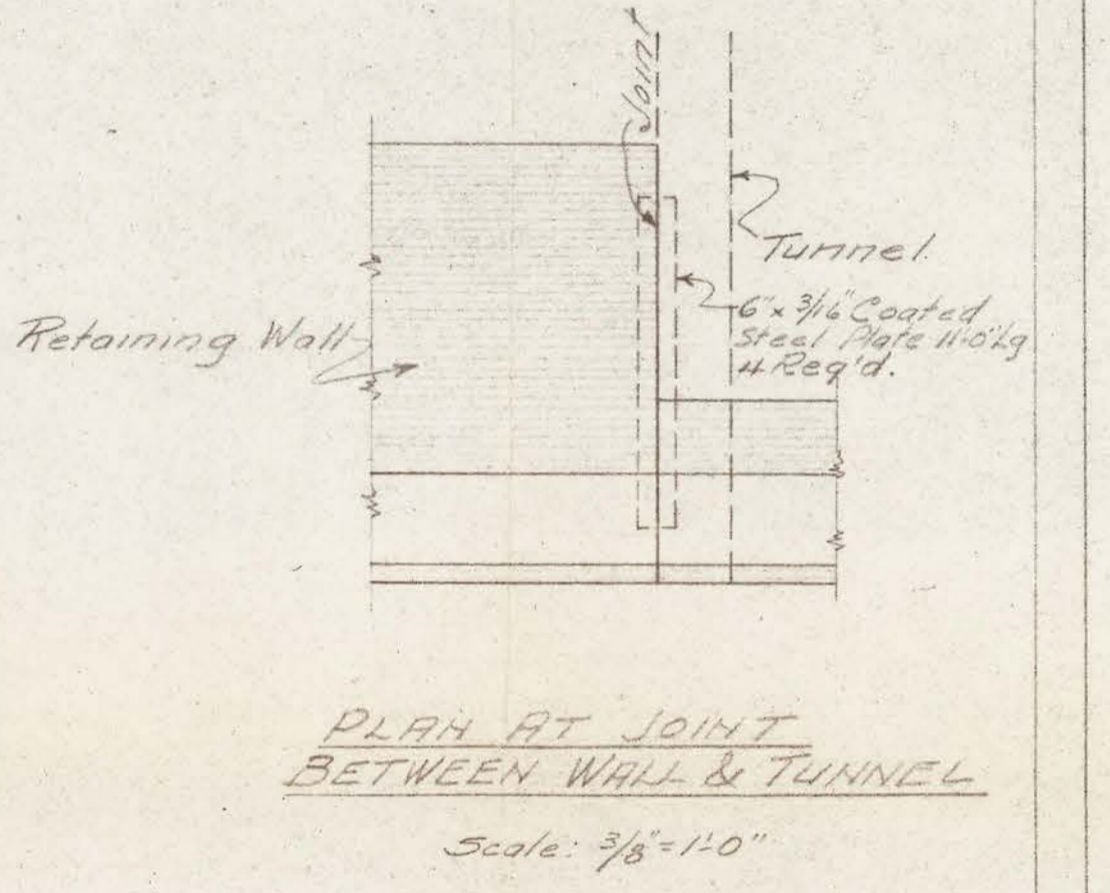 Joint
Tunnel.
6" x 3/16" Coated
Steel Plate 11'-0" Lg
4 Req'd.
Retaining Wall
PLAN AT JOINT
BETWEEN WALL & TUNNEL
Scale: 3/8" = 1'-0"